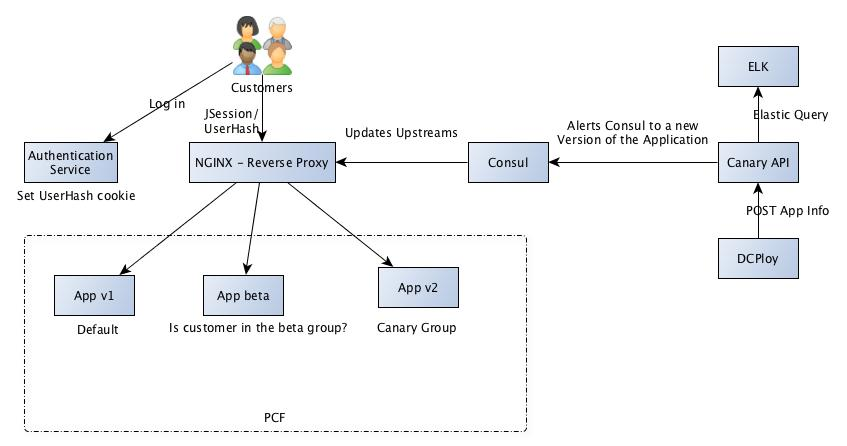 Customers
ELK
Log in
JSession/
UserHash
Elastic Query
Updates Upstreams
Alerts Consul to a new
Version of the Application
Authentication
Service
NGINX - Reverse Proxy
Consul
Canary API
Set UserHash cookie
POST App Info
DCPloy
App v1
App beta
App v2
Default
Is customer in the beta group?
Canary Group
PCF